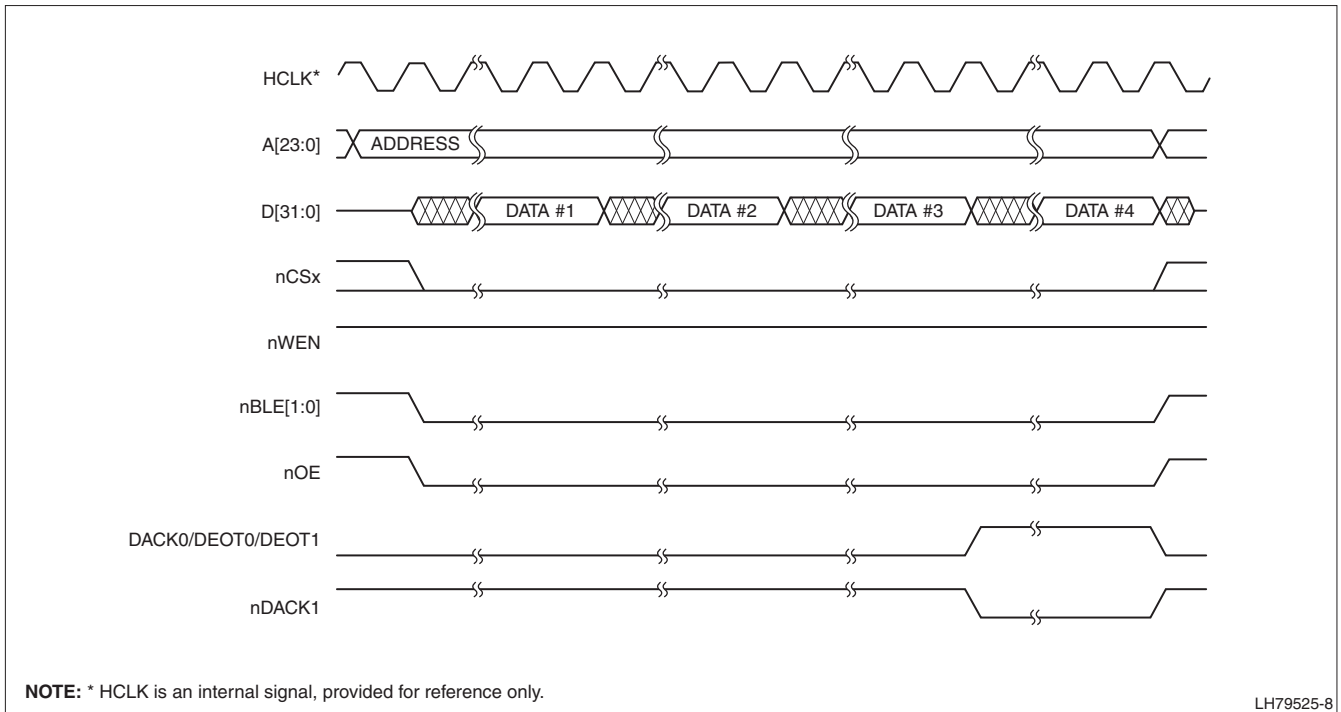 HCLK*
A[23:0]
ADDRESS
D[31:0]
DATA #1
DATA #2
DATA #3
DATA #4
nCSx
nWEN
nBLE[1:0]
nOE
DACK0/DEOT0/DEOT1
nDACK1
NOTE: * HCLK is an internal signal, provided for reference only.
LH79525-8